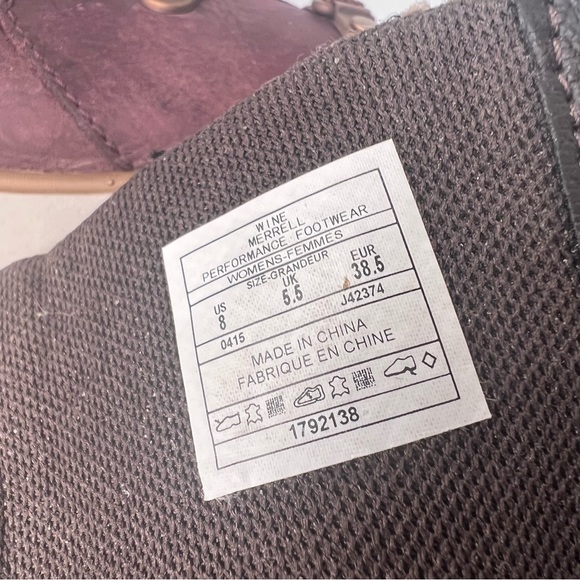 WINE
MERRELL
PERFORMANCE FOOTWEAR
WOMENS-FEMMES
SIZE-GRANDEUR
US UK EUR
8 5.5 38.5
0415 J42374
MADE IN CHINA
FABRIQUE EN CHINE
1792138